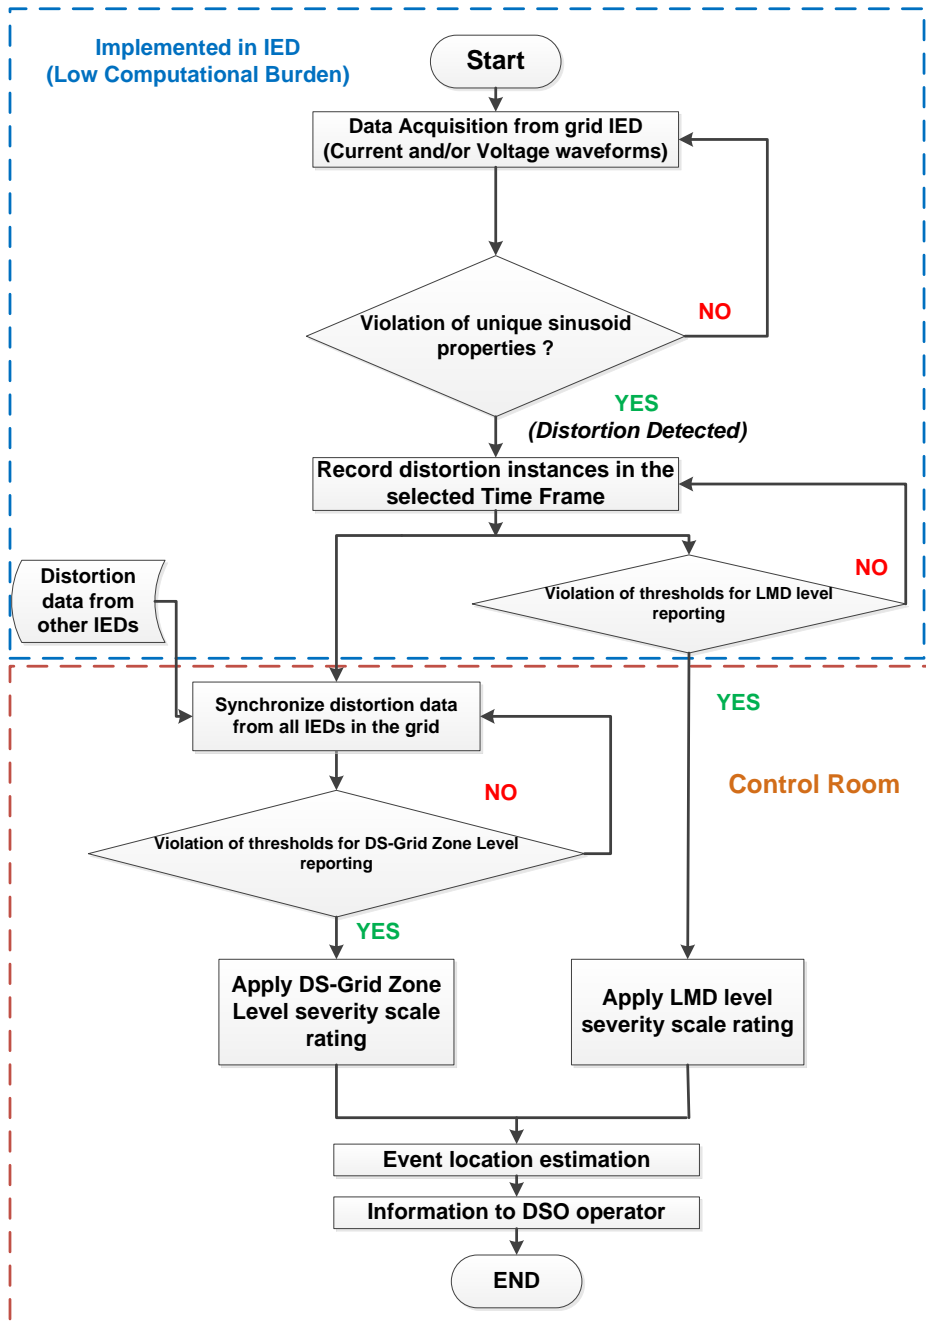 Implemented in IED
(Low Computational Burden)
Start
Data Acquisition from grid IED
(Current and/or Voltage waveforms)
Violation of unique sinusoid
properties ?
NO
YES
(Distortion Detected)
Record distortion instances in the
selected Time Frame
Distortion
data from
other IEDs
Violation of thresholds for LMD level
reporting
NO
YES
Synchronize distortion data
from all IEDs in the grid
Control Room
NO
Violation of thresholds for DS-Grid Zone Level
reporting
YES
Apply DS-Grid Zone
Level severity scale
rating
Apply LMD level
severity scale rating
Event location estimation
Information to DSO operator
END